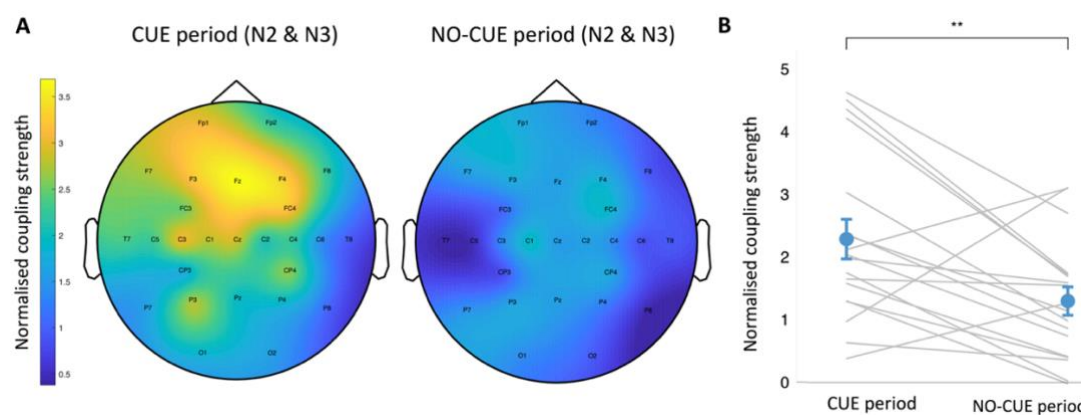 A
CUE period (N2 & N3)
NO-CUE period (N2 & N3)
B
**
Normalised coupling strength
3.5
3
2.5
2
1.5
1
0.5
Fp1 Fp2
F7 F3 Fz F4 F8
FC3 FC4
T7 C5 C3 C1 Cz C2 C4 C6 T8
CP3 CP4
P7 P3 Pz P4 P8
O1 O2
Fp1 Fp2
F7 F3 Fz F4 F8
FC3 FC4
T7 C5 C3 C1 Cz C2 C4 C6 T8
CP3 CP4
P7 P3 Pz P4 P8
O1 O2
Normalised coupling strength
5
4
3
2
1
0
CUE period
NO-CUE period